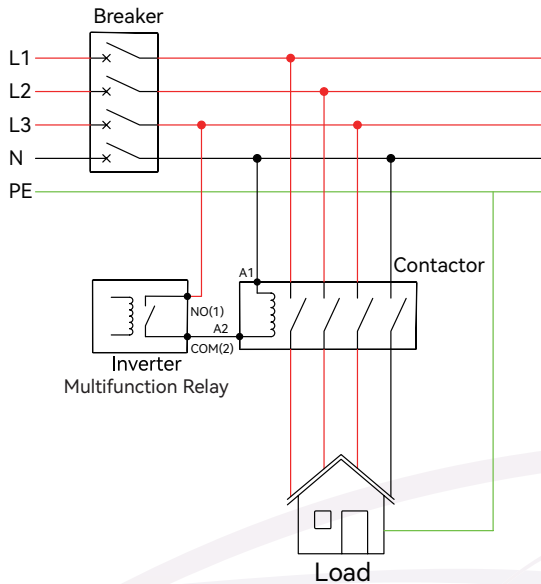 Breaker
L1
L2
L3
N
PE
A1
Contactor
NO(1)
A2
COM(2)
Inverter
Multifunction Relay
Load